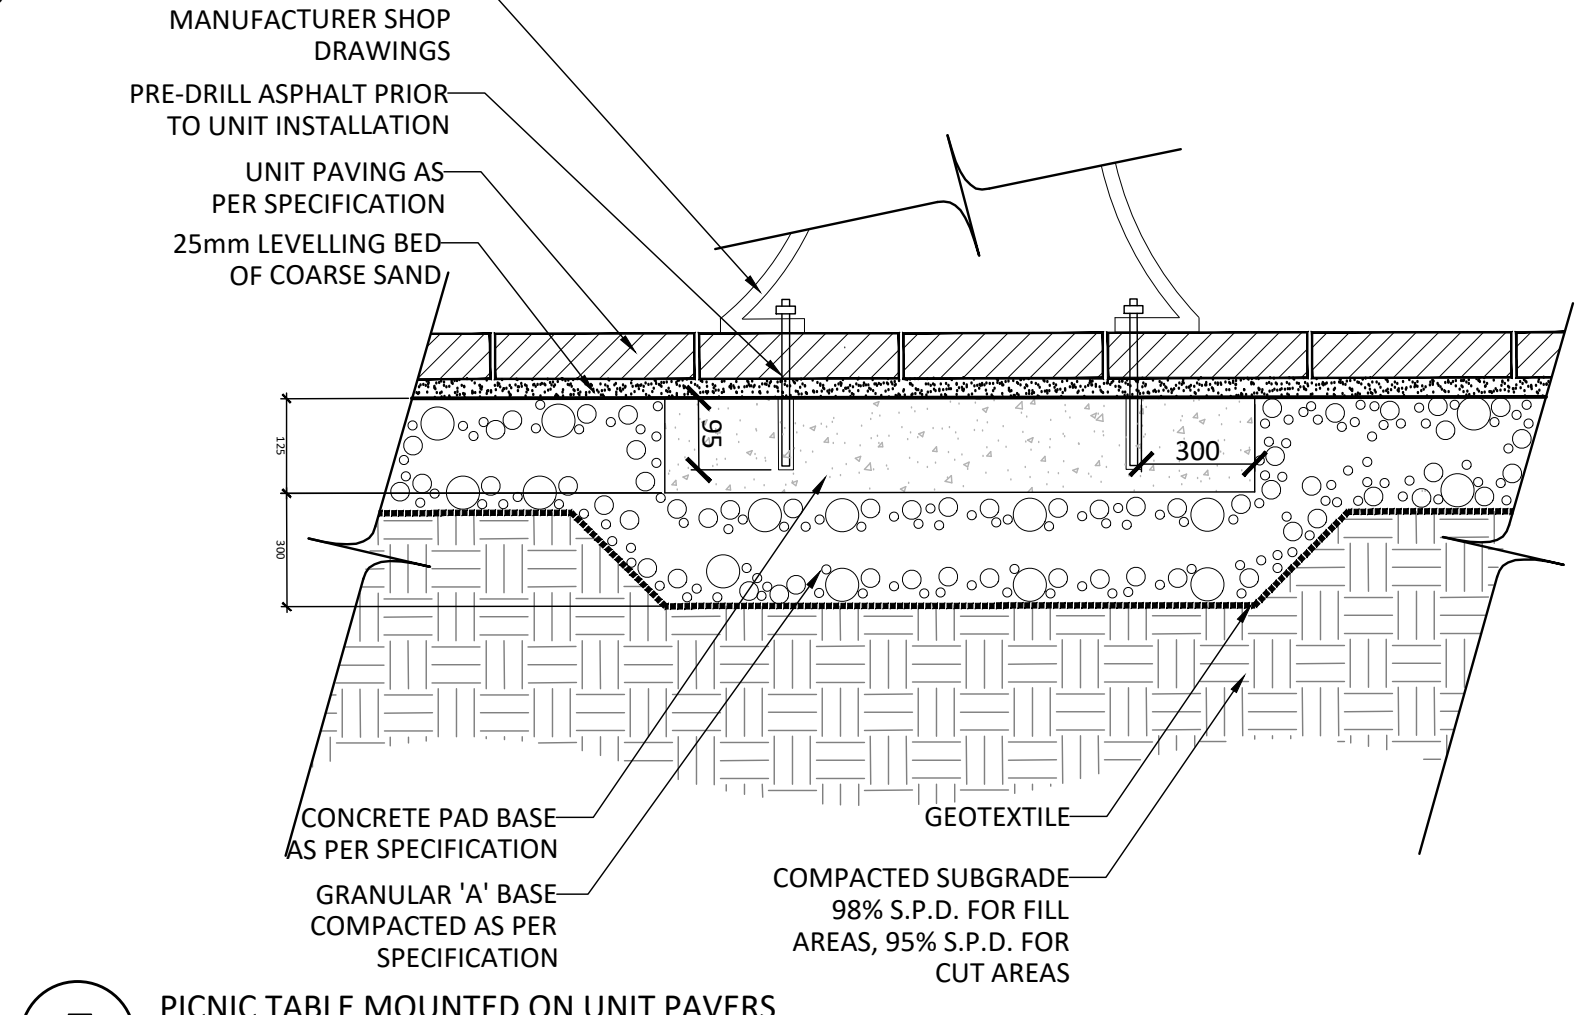 MANUFACTURER SHOP
DRAWINGS
PRE-DRILL ASPHALT PRIOR
TO UNIT INSTALLATION
UNIT PAVING AS
PER SPECIFICATION
25mm LEVELLING BED
OF COARSE SAND
125
300
95
300
CONCRETE PAD BASE
AS PER SPECIFICATION
GRANULAR 'A' BASE
COMPACTED AS PER
SPECIFICATION
GEOTEXTILE
COMPACTED SUBGRADE
98% S.P.D. FOR FILL
AREAS, 95% S.P.D. FOR
CUT AREAS
PICNIC TABLE MOUNTED ON UNIT PAVERS